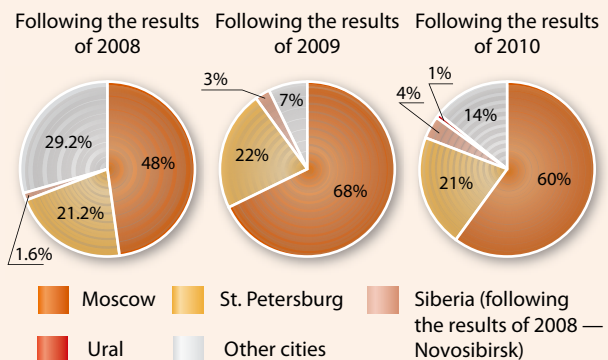 Following the results
of 2008
Following the results
of 2009
Following the results
of 2010
29.2%
48%
21.2%
1.6%
3%
7%
22%
68%
1%
4%
14%
21%
60%
Moscow
St. Petersburg
Siberia (following
the results of 2008 —
Novosibirsk)
Ural
Other cities